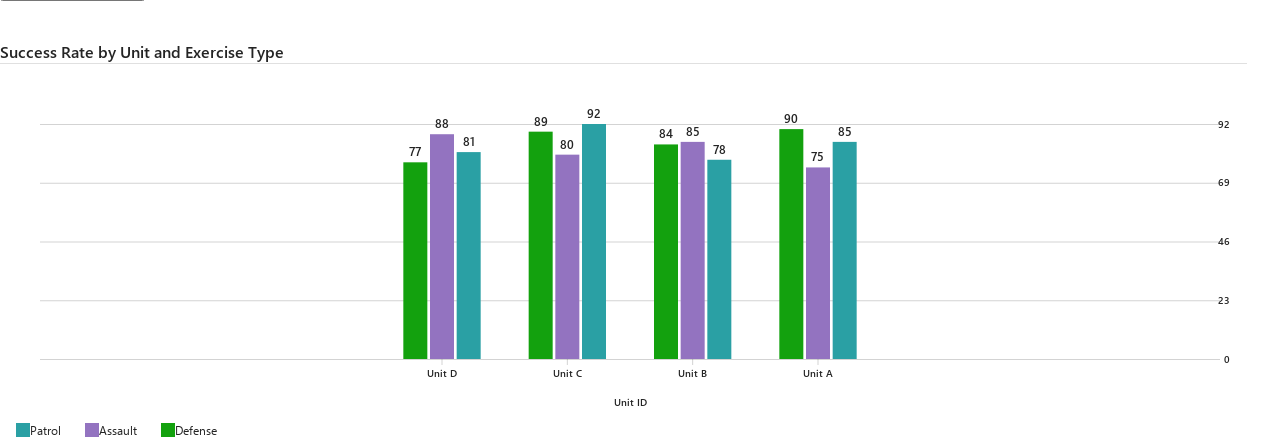 Success Rate by Unit and Exercise Type
92
69
46
23
0
77
88
81
89
80
92
84
85
78
90
75
85
Unit D
Unit C
Unit B
Unit A
Unit ID
Patrol
Assault
Defense